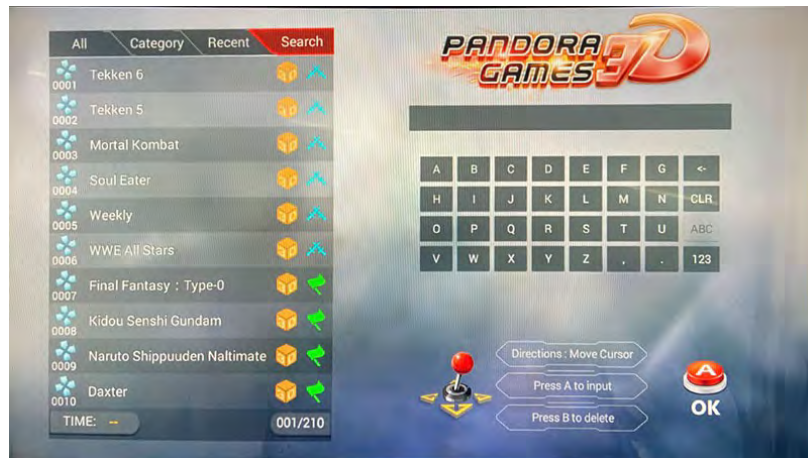 All Category Recent Search
0001 Tekken 6
0002 Tekken 5
0003 Mortal Kombat
0004 Soul Eater
0005 Weekly
0006 WWE All Stars
0007 Final Fantasy : Type-0
0008 Kidou Senshi Gundam
0009 Naruto Shippuuden Naltimate
0010 Daxter
TIME: -- 001/210
PANDORA
GAMES 3D
A B C D E F G <-
H I J K L M N CLR
O P Q R S T U ABC
V W X Y Z , . 123
Directions : Move Cursor
Press A to input
Press B to delete
A
OK